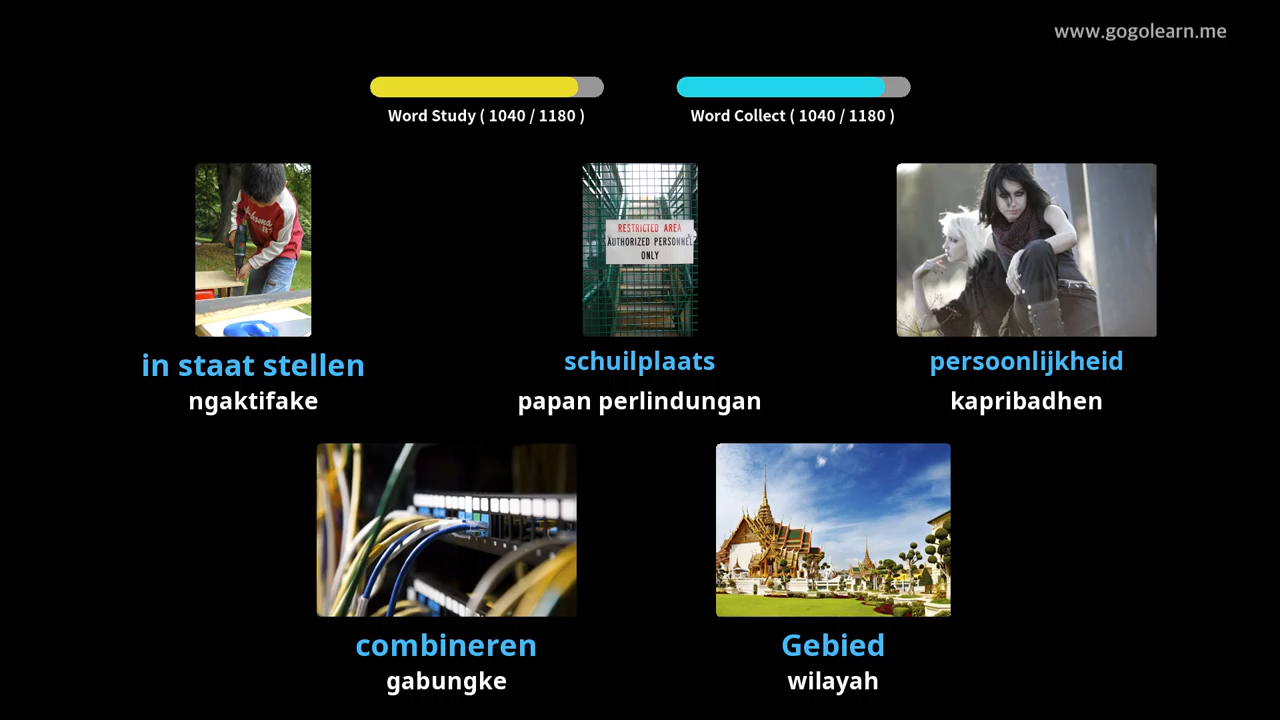 www.gogolearn.me
Word Study ( 1040 / 1180 )
Word Collect ( 1040 / 1180 )
RESTRICTED AREA
AUTHORIZED PERSONNEL
ONLY
in staat stellen
schuilplaats
persoonlijkheid
ngaktifake
papan perlindungan
kapribadhen
combineren
Gebied
gabungke
wilayah